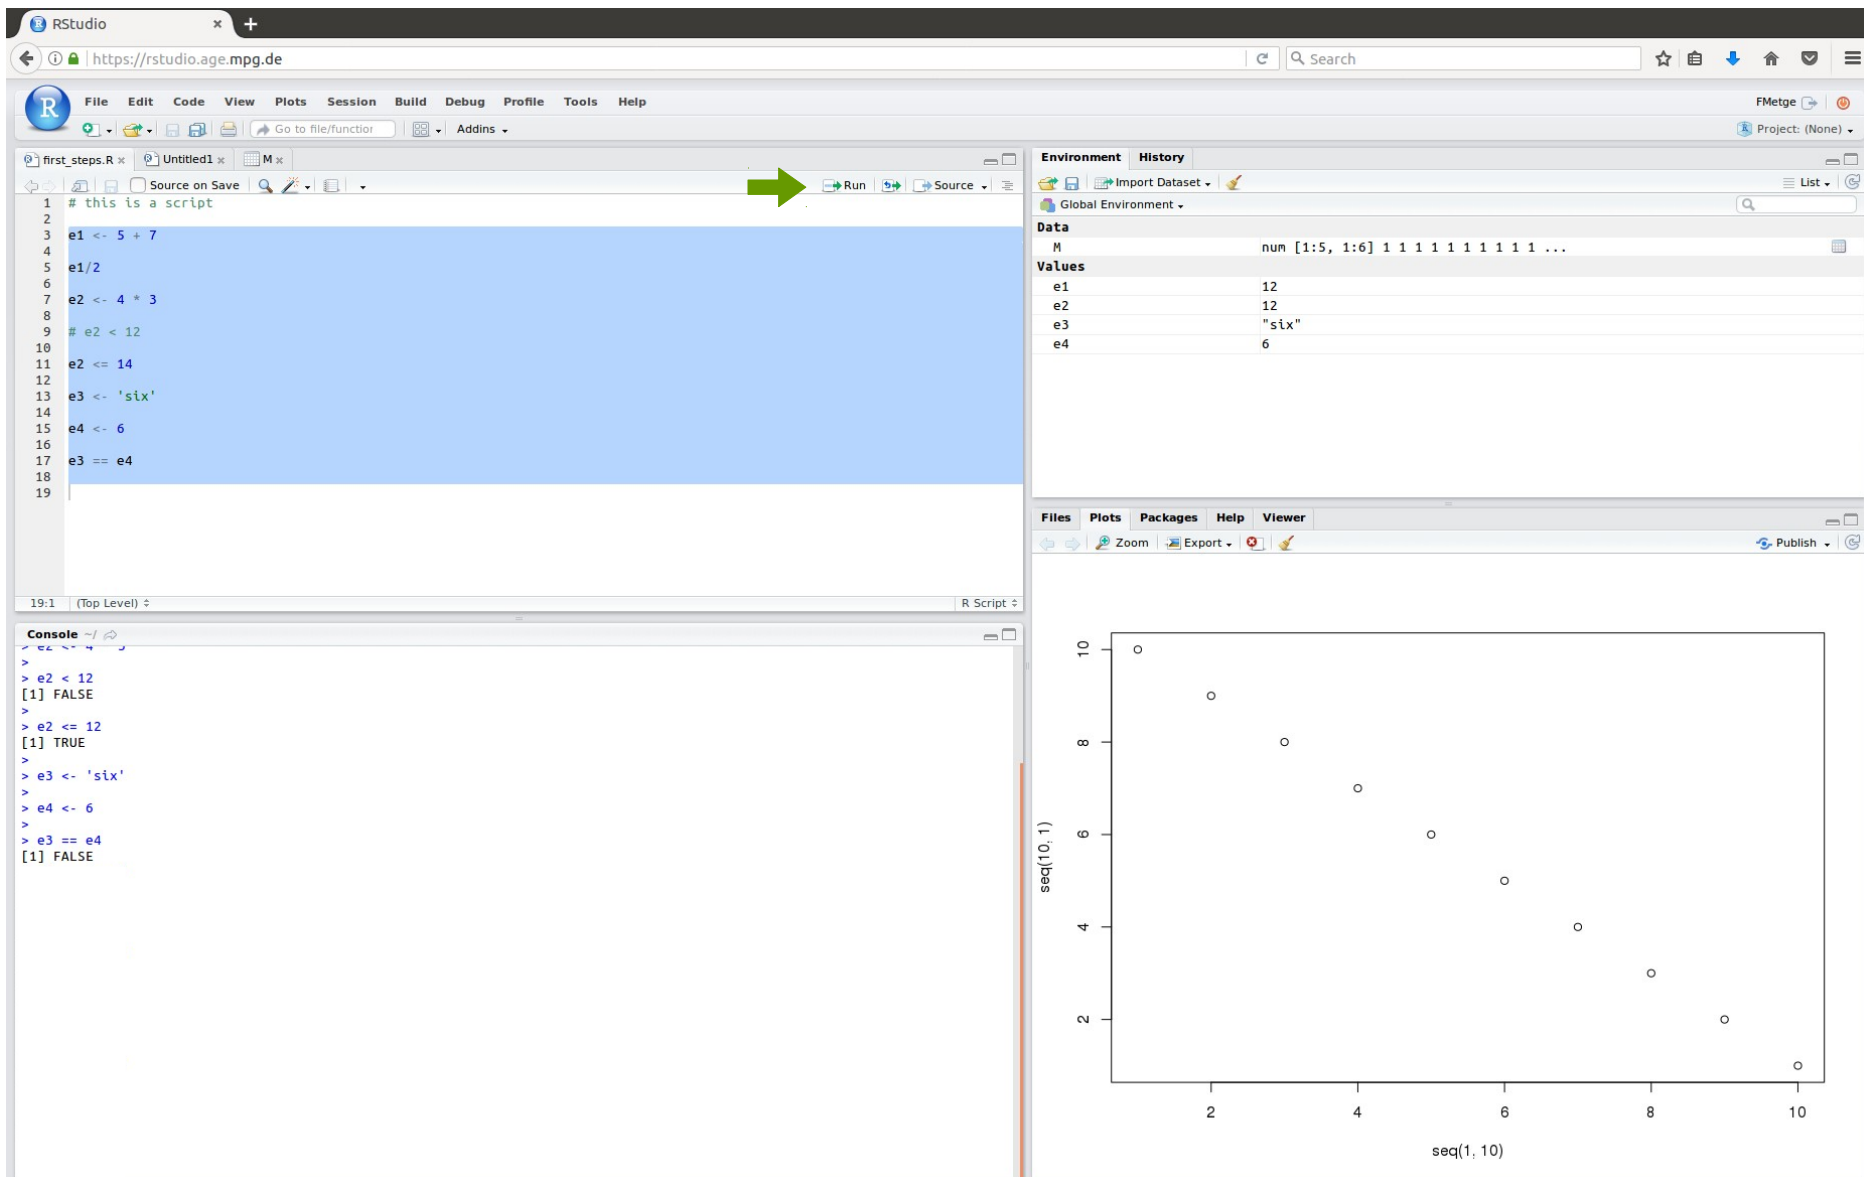 RStudio × +
https://rstudio.age.mpg.de
Search
File Edit Code View Plots Session Build Debug Profile Tools Help
FMetge
Go to file/functior
Addins
Project: (None)
first_steps.R × Untitled1 × M ×
Source on Save
Run
Source
1 # this is a script
2
3 e1 <- 5 + 7
4
5 e1/2
6
7 e2 <- 4 * 3
8
9 # e2 < 12
10
11 e2 <= 14
12
13 e3 <- 'six'
14
15 e4 <- 6
16
17 e3 == e4
18
19
19:1 (Top Level) R Script
Console ~/
>
> e2 < 12
[1] FALSE
>
> e2 <= 12
[1] TRUE
>
> e3 <- 'six'
>
> e4 <- 6
>
> e3 == e4
[1] FALSE
Environment History
Import Dataset
List
Global Environment
Data
M num [1:5, 1:6] 1 1 1 1 1 1 1 1 1 1 ...
Values
e1 12
e2 12
e3 "six"
e4 6
Files Plots Packages Help Viewer
Zoom Export Publish
10
8
6
4
2
seq(10, 1)
2 4 6 8 10
seq(1, 10)